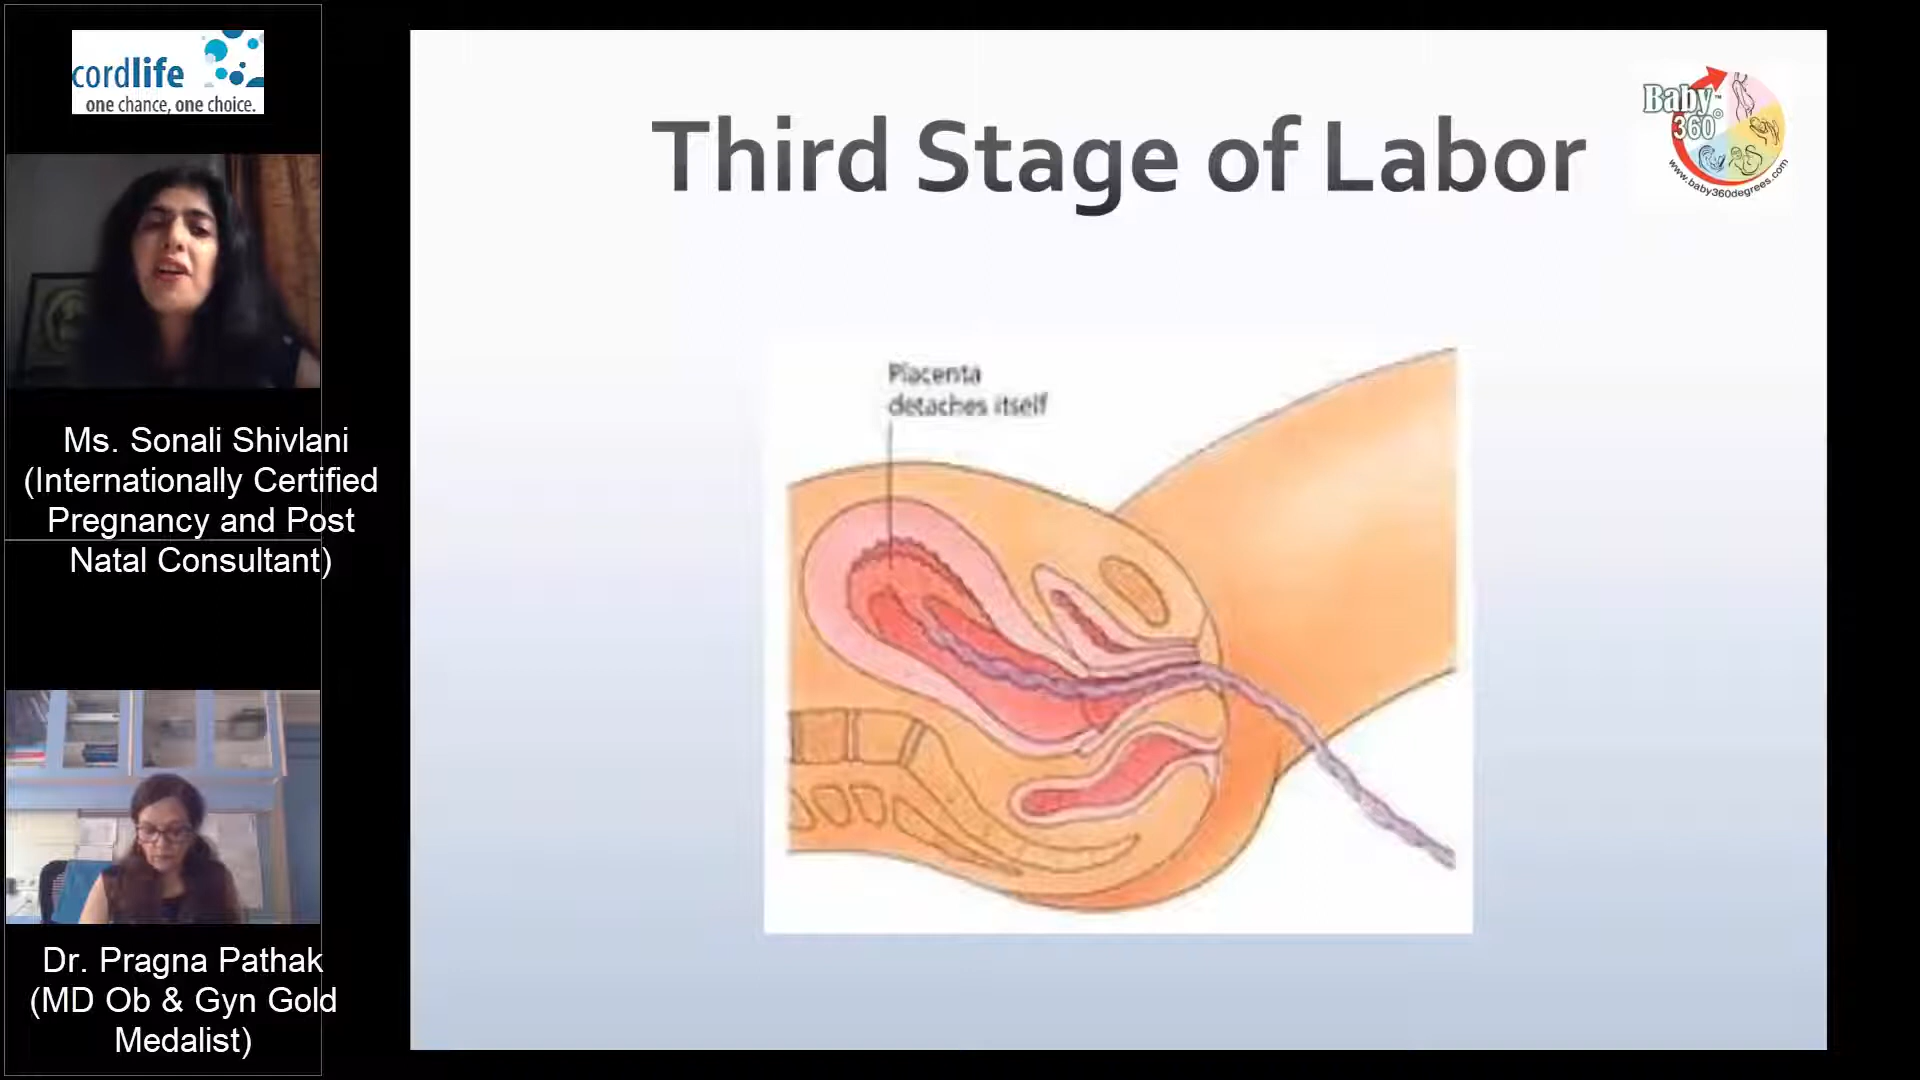 cordlife
one chance, one choice.
Ms. Sonali Shivlani
(Internationally Certified
Pregnancy and Post
Natal Consultant)
Dr. Pragna Pathak
(MD Ob & Gyn Gold
Medalist)
Third Stage of Labor
Baby™
360°
www.baby360degrees.com
Placenta
detaches itself